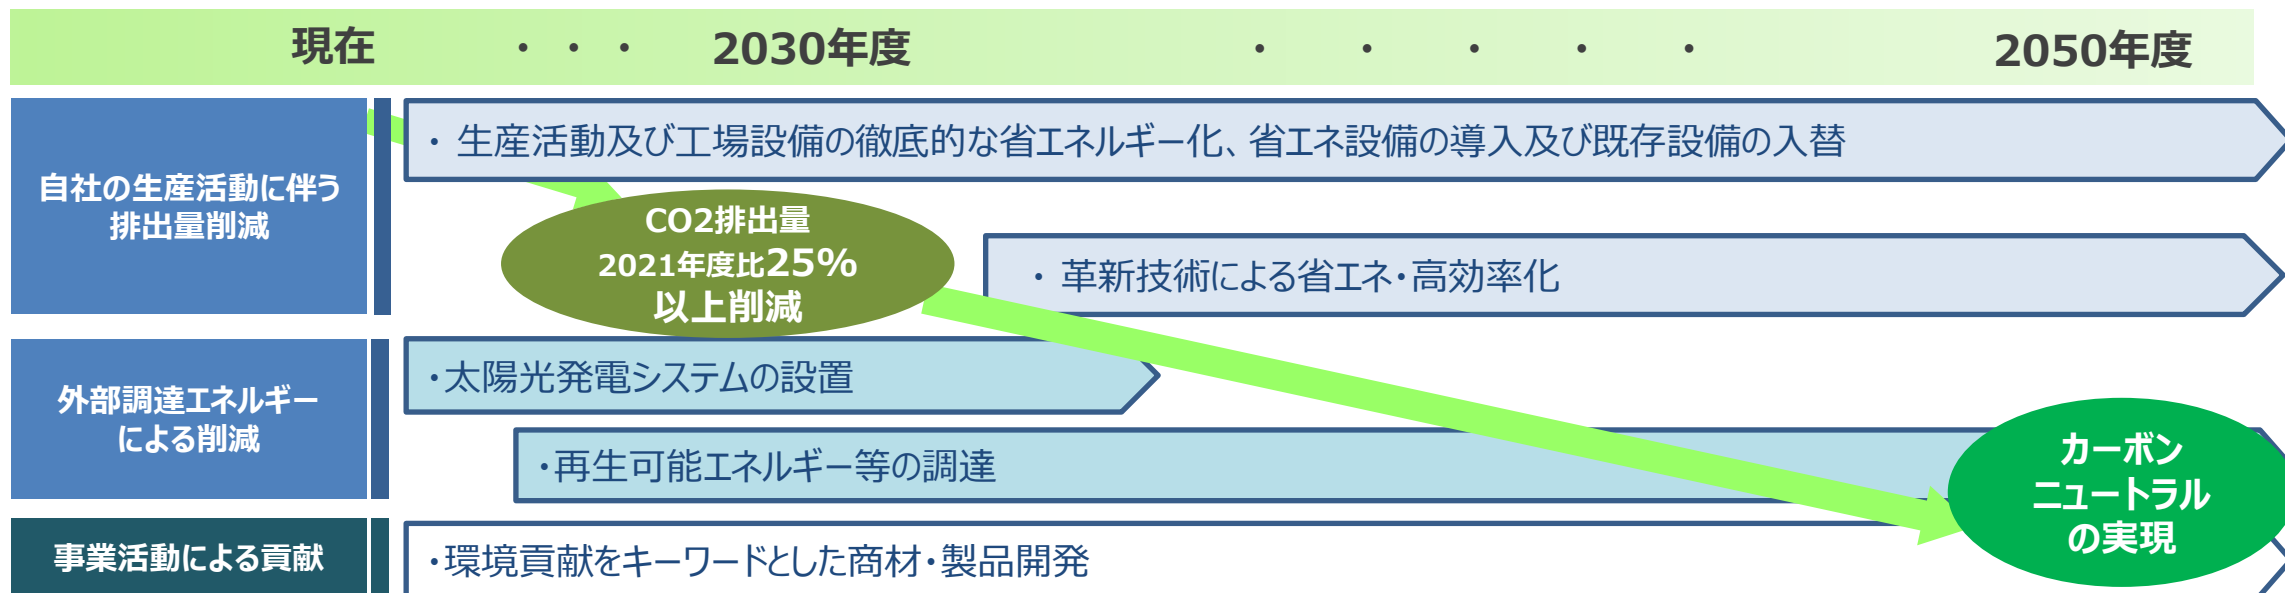 現在 ・ ・ ・ 2030年度 ・ ・ ・ ・ ・ 2050年度
自社の生産活動に伴う
排出量削減
・ 生産活動及び工場設備の徹底的な省エネルギー化、省エネ設備の導入及び既存設備の入替
CO2排出量
2021年度比25%
以上削減
・ 革新技術による省エネ・高効率化
外部調達エネルギー
による削減
・太陽光発電システムの設置
・再生可能エネルギー等の調達
カーボン
ニュートラル
の実現
事業活動による貢献
・環境貢献をキーワードとした商材・製品開発